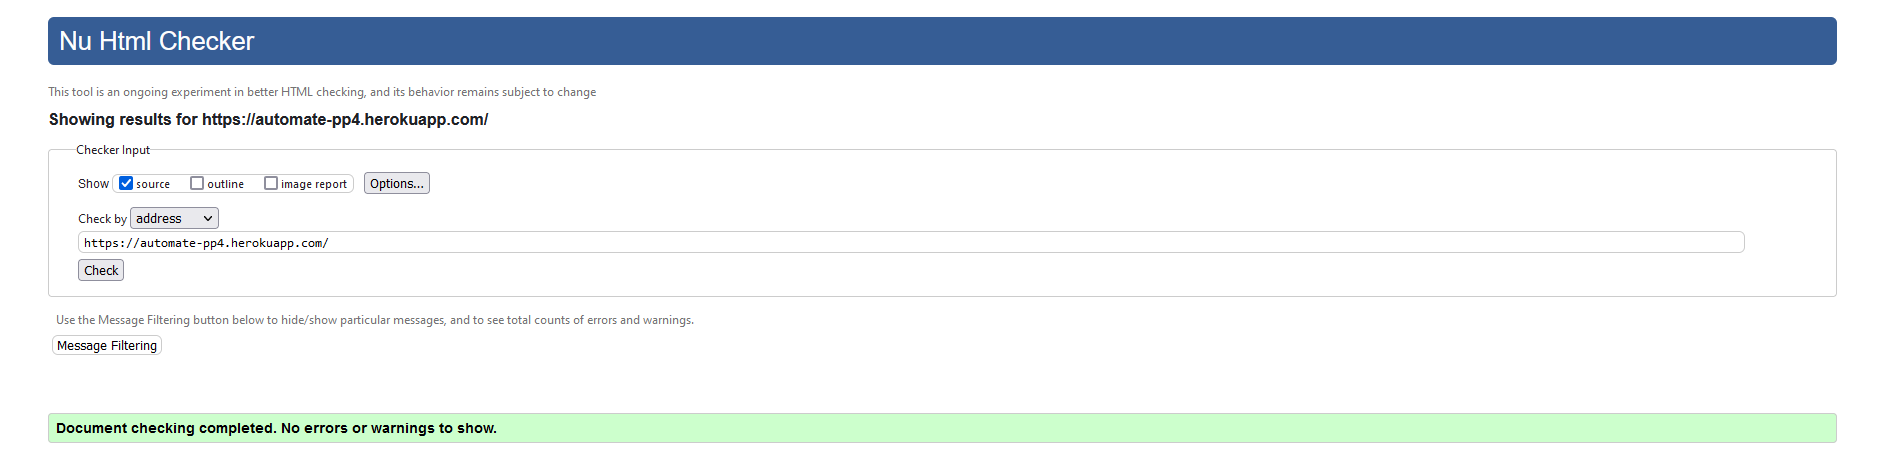 Nu Html Checker
This tool is an ongoing experiment in better HTML checking, and its behavior remains subject to change
Showing results for https://automate-pp4.herokuapp.com/
Checker Input
Show source outline image report Options...
Check by address
https://automate-pp4.herokuapp.com/
Check
Use the Message Filtering button below to hide/show particular messages, and to see total counts of errors and warnings.
Message Filtering
Document checking completed. No errors or warnings to show.